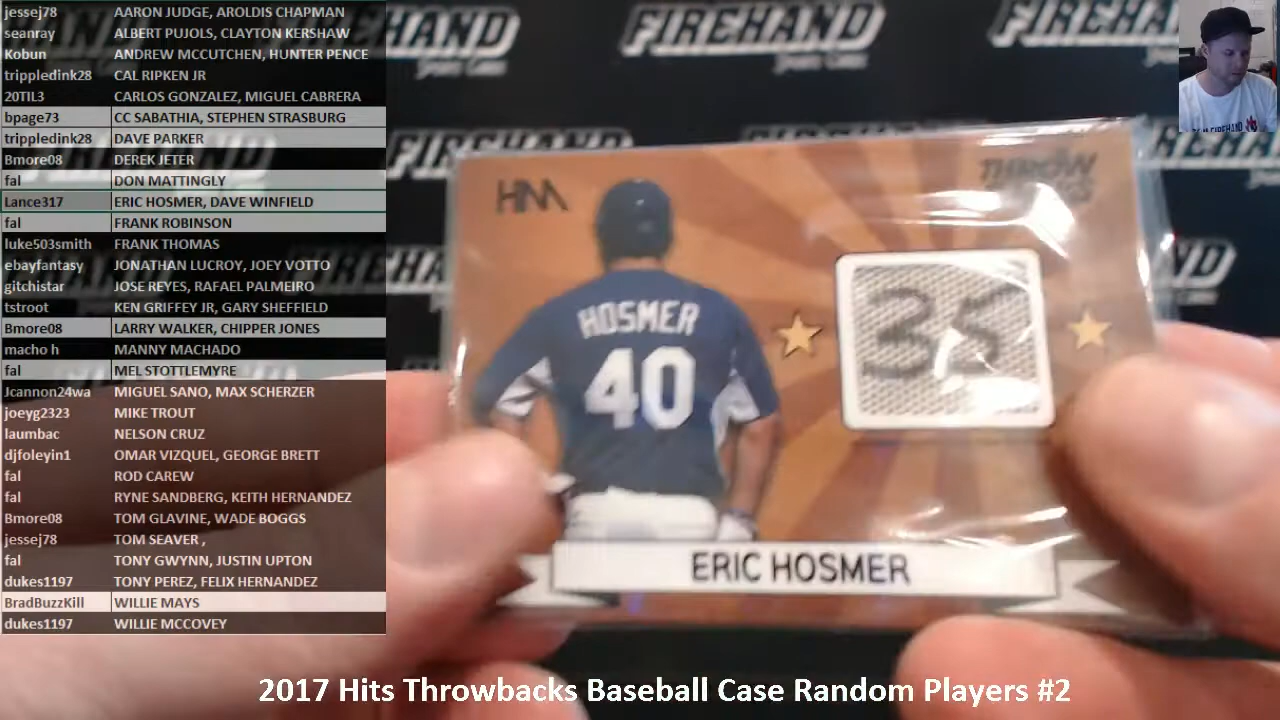 jessej78 AARON JUDGE, AROLDIS CHAPMAN
seanray ALBERT PUJOLS, CLAYTON KERSHAW
Kobun ANDREW MCCUTCHEN, HUNTER PENCE
trippledink28 CAL RIPKEN JR
20TIL3 CARLOS GONZALEZ, MIGUEL CABRERA
bpage73 CC SABATHIA, STEPHEN STRASBURG
trippledink28 DAVE PARKER
Bmore08 DEREK JETER
fal DON MATTINGLY
Lance317 ERIC HOSMER, DAVE WINFIELD
fal FRANK ROBINSON
luke503smith FRANK THOMAS
ebayfantasy JONATHAN LUCROY, JOEY VOTTO
gitchistar JOSE REYES, RAFAEL PALMEIRO
tstroot KEN GRIFFEY JR, GARY SHEFFIELD
Bmore08 LARRY WALKER, CHIPPER JONES
macho h MANNY MACHADO
fal MEL STOTTLEMYRE
Jcannon24wa MIGUEL SANO, MAX SCHERZER
joeyg2323 MIKE TROUT
laumbac NELSON CRUZ
djfoleyin1 OMAR VIZQUEL, GEORGE BRETT
fal ROD CAREW
fal RYNE SANDBERG, KEITH HERNANDEZ
Bmore08 TOM GLAVINE, WADE BOGGS
jessej78 TOM SEAVER ,
fal TONY GWYNN, JUSTIN UPTON
dukes1197 TONY PEREZ, FELIX HERNANDEZ
BradBuzzKill WILLIE MAYS
dukes1197 WILLIE MCCOVEY
FIREHAND
FIREHAND
FIREHAND
FIREHAND
HM
THROW
HOSMER
40
35
ERIC HOSMER
2017 Hits Throwbacks Baseball Case Random Players #2